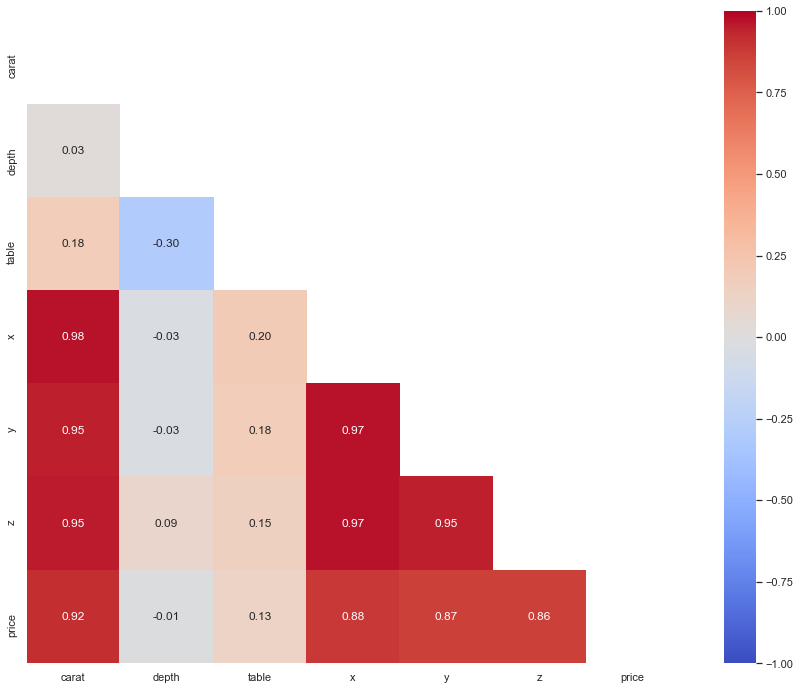 1.00
carat
0.75
depth 0.03
0.50
table 0.18 -0.30
0.25
x 0.98 -0.03 0.20
0.00
y 0.95 -0.03 0.18 0.97
−0.25
z 0.95 0.09 0.15 0.97 0.95
−0.50
−0.75
price 0.92 -0.01 0.13 0.88 0.87 0.86
−1.00
carat depth table x y z price